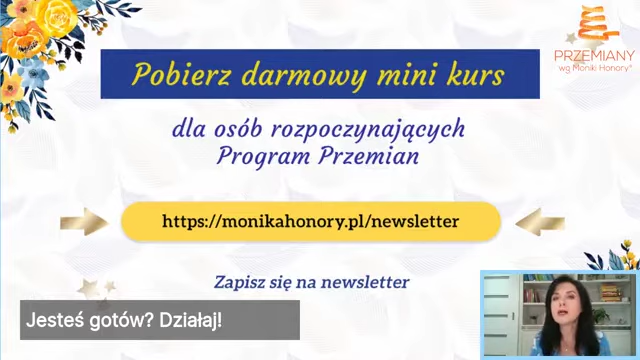 Pobierz darmowy mini kurs
PRZEMIANY
wg Moniki Honory®
dla osób rozpoczynających
Program Przemian
https://monikahonory.pl/newsletter
Zapisz się na newsletter
Jesteś gotów? Działaj!